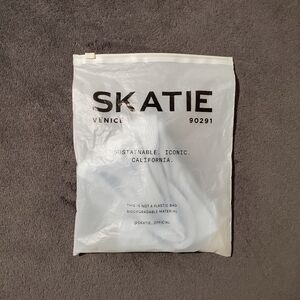 SKATIE
VENICE 90291
SUSTAINABLE. ICONIC.
CALIFORNIA.
THIS IS NOT A PLASTIC BAG
BIODEGRADABLE MATERIAL
@SKATIE_OFFICIAL